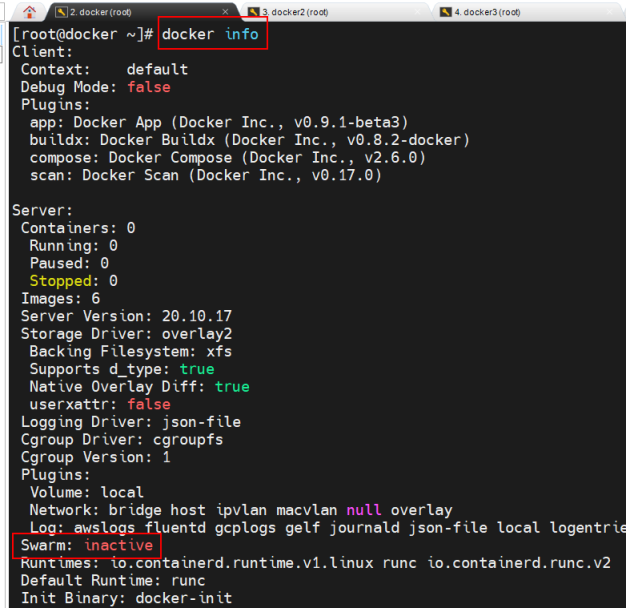 2. docker (root)
3. docker2 (root)
4. docker3 (root)
[root@docker ~]# docker info
Client:
 Context:    default
 Debug Mode: false
 Plugins:
  app: Docker App (Docker Inc., v0.9.1-beta3)
  buildx: Docker Buildx (Docker Inc., v0.8.2-docker)
  compose: Docker Compose (Docker Inc., v2.6.0)
  scan: Docker Scan (Docker Inc., v0.17.0)

Server:
 Containers: 0
  Running: 0
  Paused: 0
  Stopped: 0
 Images: 6
 Server Version: 20.10.17
 Storage Driver: overlay2
  Backing Filesystem: xfs
  Supports d_type: true
  Native Overlay Diff: true
  userxattr: false
 Logging Driver: json-file
 Cgroup Driver: cgroupfs
 Cgroup Version: 1
 Plugins:
  Volume: local
  Network: bridge host ipvlan macvlan null overlay
  Log: awslogs fluentd gcplogs gelf journald json-file local logentrie
 Swarm: inactive
 Runtimes: io.containerd.runtime.v1.linux runc io.containerd.runc.v2
 Default Runtime: runc
 Init Binary: docker-init